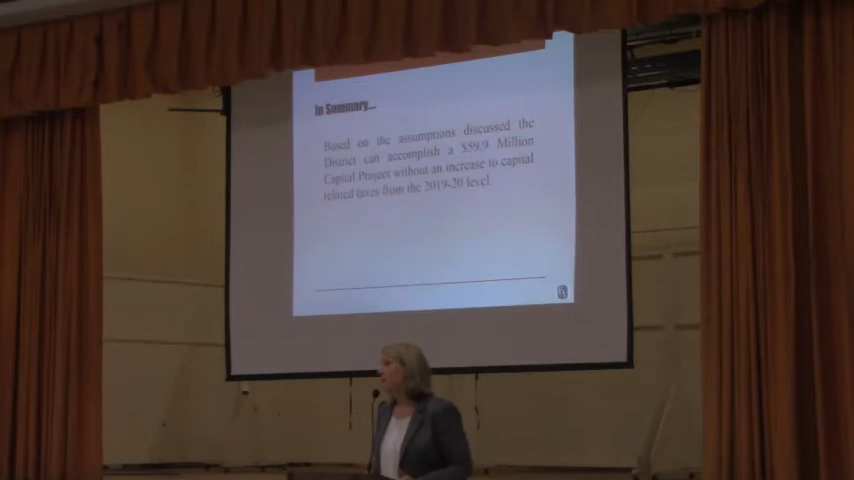 In Summary...
Based on the assumptions discussed the
District can accomplish a $59.9 Million
Capital Project without an increase to capital
related taxes from the 2019-20 level.